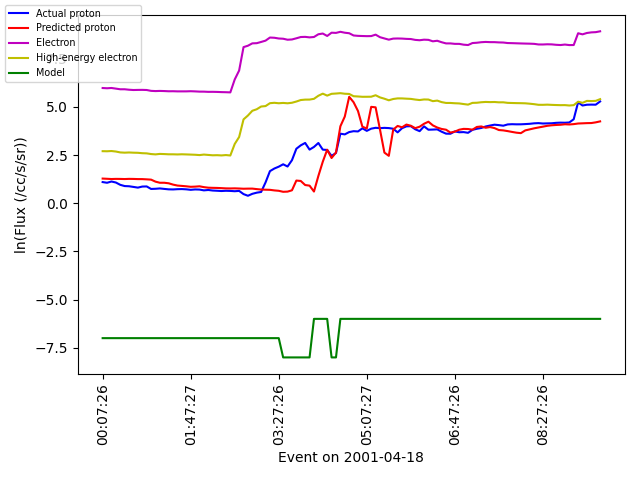 Actual proton
Predicted proton
Electron
High-energy electron
Model
5.0
2.5
0.0
−2.5
−5.0
−7.5
ln(Flux (/cc/s/sr))
00:07:26
01:47:27
03:27:26
05:07:27
06:47:26
08:27:26
Event on 2001-04-18